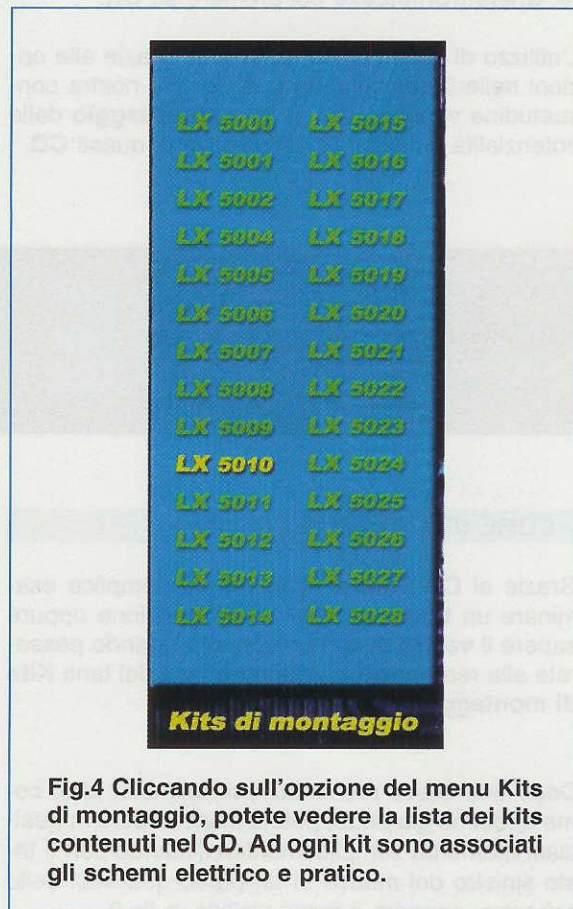 LX 5000 LX 5015
LX 5001 LX 5016
LX 5002 LX 5017
LX 5004 LX 5018
LX 5005 LX 5019
LX 5006 LX 5020
LX 5007 LX 5021
LX 5008 LX 5022
LX 5009 LX 5023
LX 5010 LX 5024
LX 5011 LX 5025
LX 5012 LX 5026
LX 5013 LX 5027
LX 5014 LX 5028
Kits di montaggio
Fig.4 Cliccando sull'opzione del menu Kits
di montaggio, potete vedere la lista dei kits
contenuti nel CD. Ad ogni kit sono associati
gli schemi elettrico e pratico.